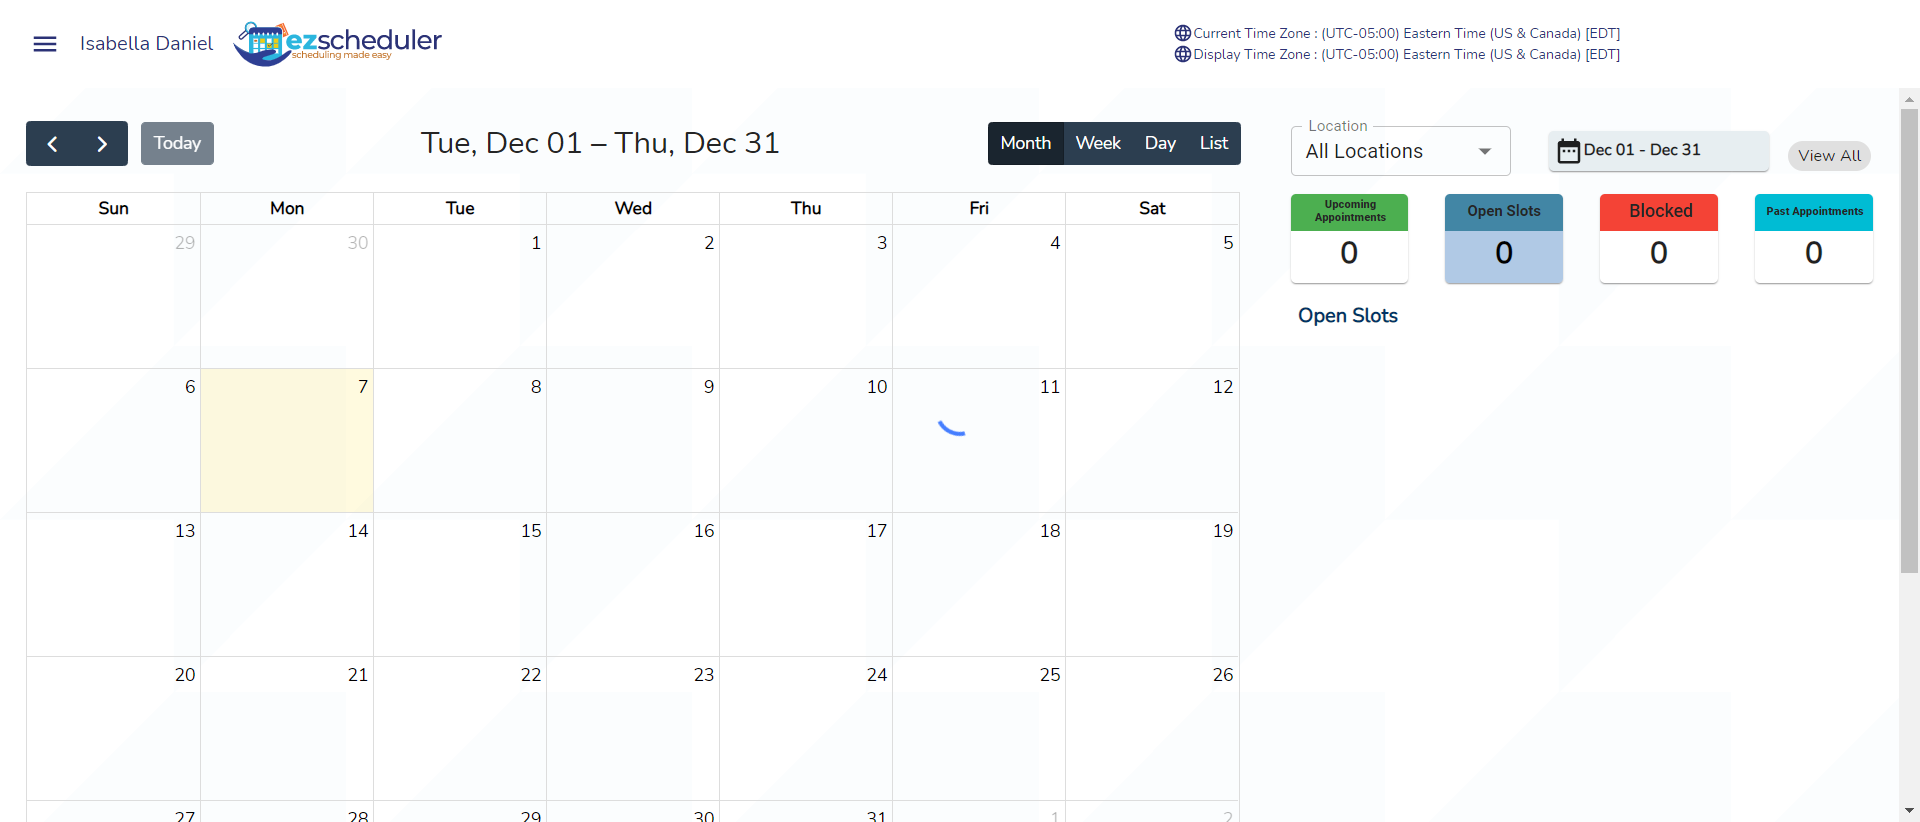 Isabella Daniel
ezscheduler
scheduling made easy
Current Time Zone : (UTC-05:00) Eastern Time (US & Canada) [EDT]
Display Time Zone : (UTC-05:00) Eastern Time (US & Canada) [EDT]
Today
Tue, Dec 01 – Thu, Dec 31
Month Week Day List
Location
All Locations
Dec 01 - Dec 31
View All
Sun Mon Tue Wed Thu Fri Sat
29 30 1 2 3 4 5
6 7 8 9 10 11 12
13 14 15 16 17 18 19
20 21 22 23 24 25 26
27 28 29 30 31 1 2
Upcoming
Appointments
0
Open Slots
0
Blocked
0
Past Appointments
0
Open Slots